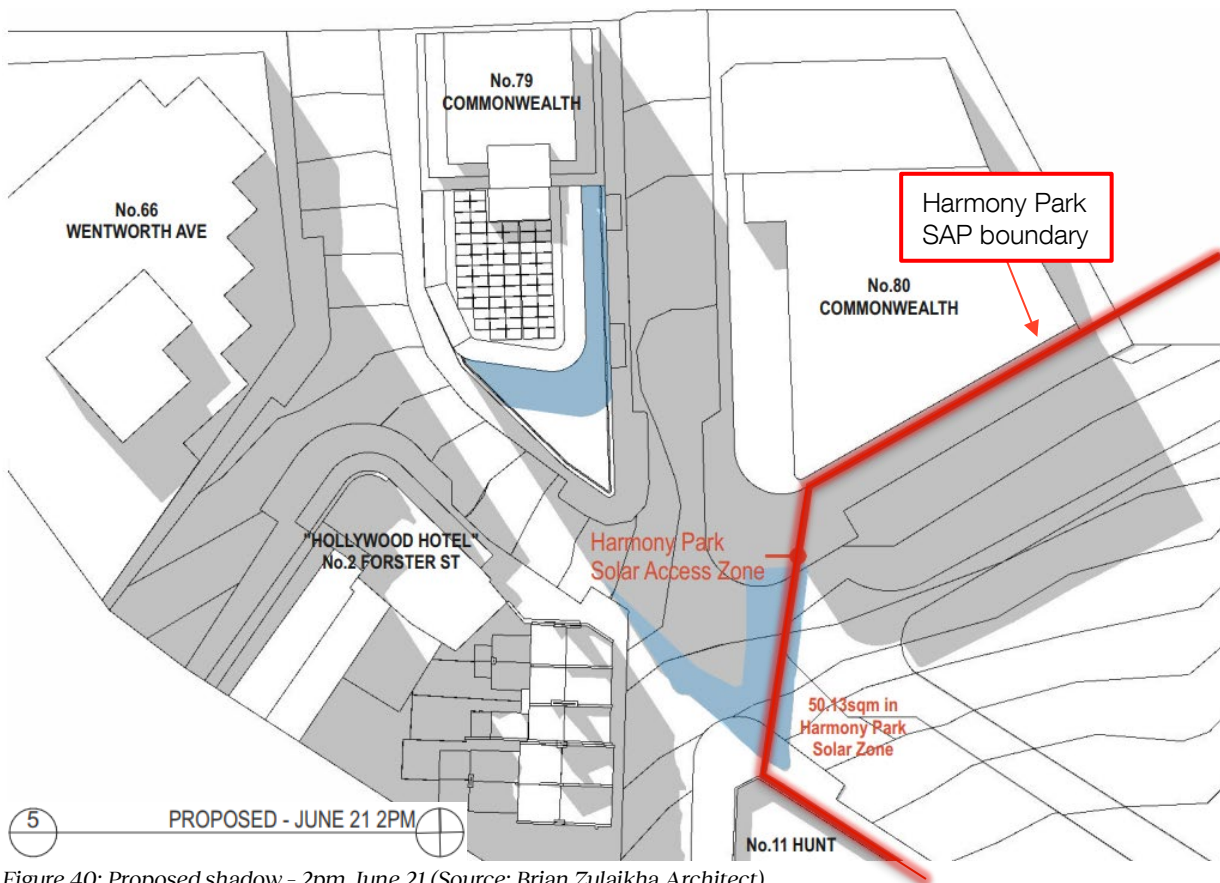 No.79
COMMONWEALTH
No.66
WENTWORTH AVE
Harmony Park
SAP boundary
No.80
COMMONWEALTH
"HOLLYWOOD HOTEL"
No.2 FORSTER ST
Harmony Park
Solar Access Zone
50.13sqm in
Harmony Park
Solar Zone
No.11 HUNT
5
PROPOSED - JUNE 21 2PM
Figure 40: Proposed shadow – 2pm, June 21 (Source: Brian Zulaikha Architect)